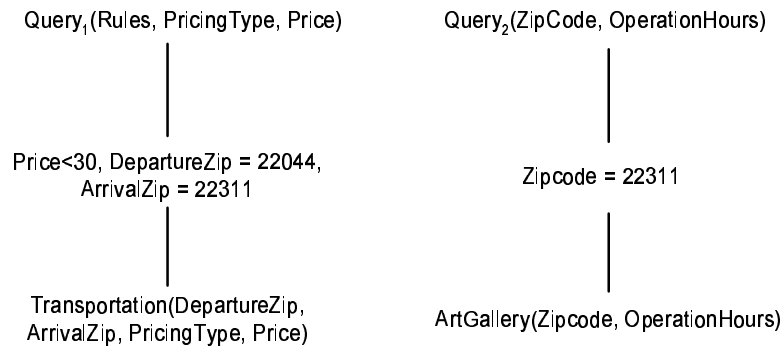 Query₁(Rules, PricingType, Price)
Query₂(ZipCode, OperationHours)
Price<30, DepartureZip = 22044,
ArrivalZip = 22311
Zipcode = 22311
Transportation(DepartureZip,
ArrivalZip, PricingType, Price)
ArtGallery(Zipcode, OperationHours)